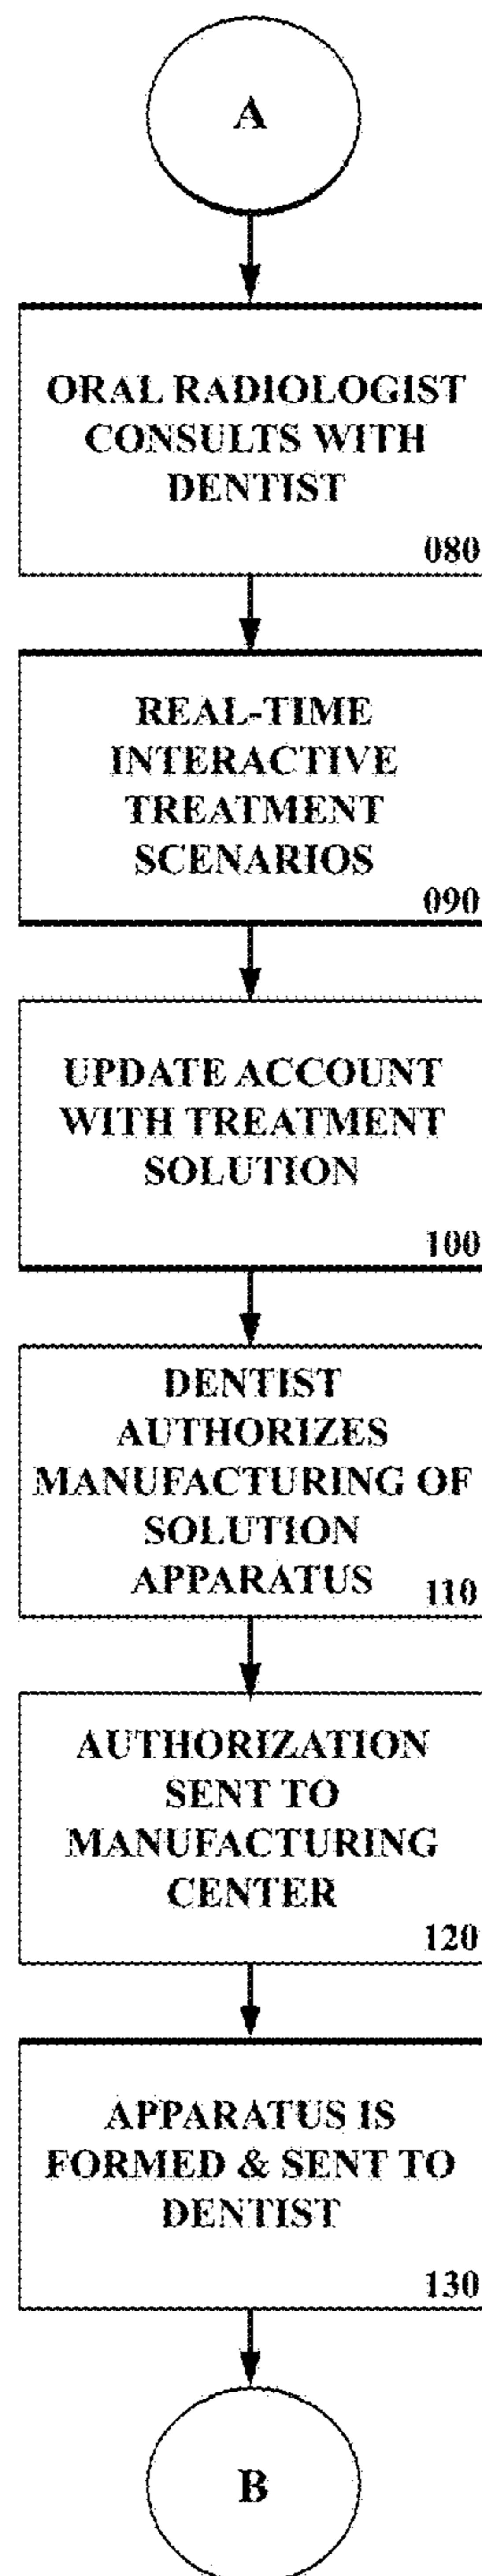 A
ORAL RADIOLOGIST
CONSULTS WITH
DENTIST
080
REAL-TIME
INTERACTIVE
TREATMENT
SCENARIOS
090
UPDATE ACCOUNT
WITH TREATMENT
SOLUTION
100
DENTIST
AUTHORIZES
MANUFACTURING OF
SOLUTION
APPARATUS
110
AUTHORIZATION
SENT TO
MANUFACTURING
CENTER
120
APPARATUS IS
FORMED & SENT TO
DENTIST
130
B